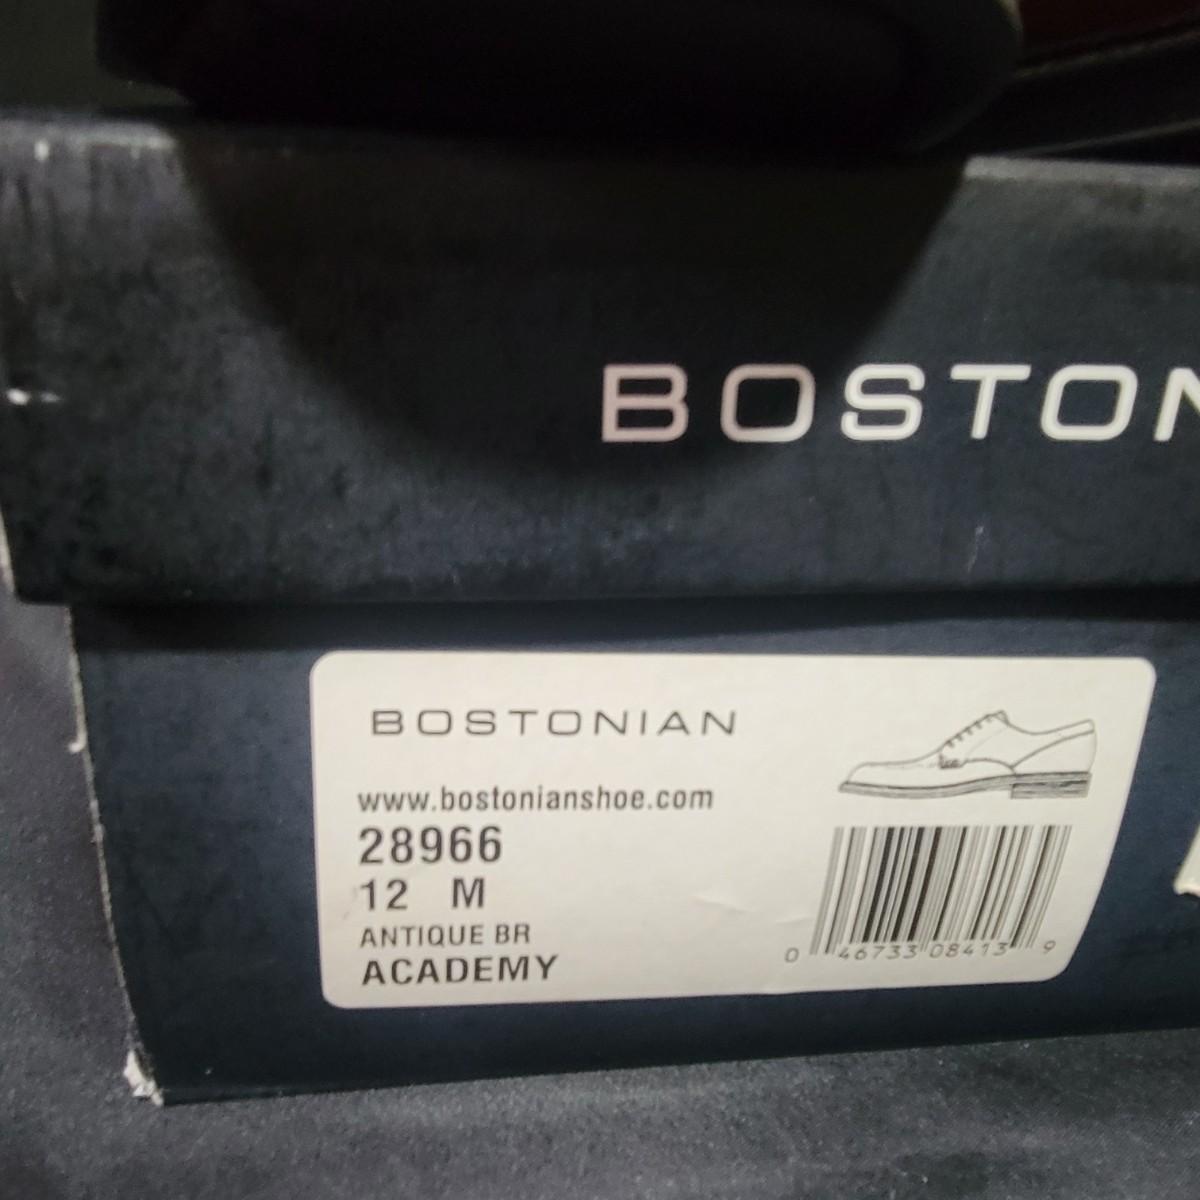 BOSTON
BOSTONIAN
www.bostonianshoe.com
28966
12 M
ANTIQUE BR
ACADEMY
0 46733 08413 9